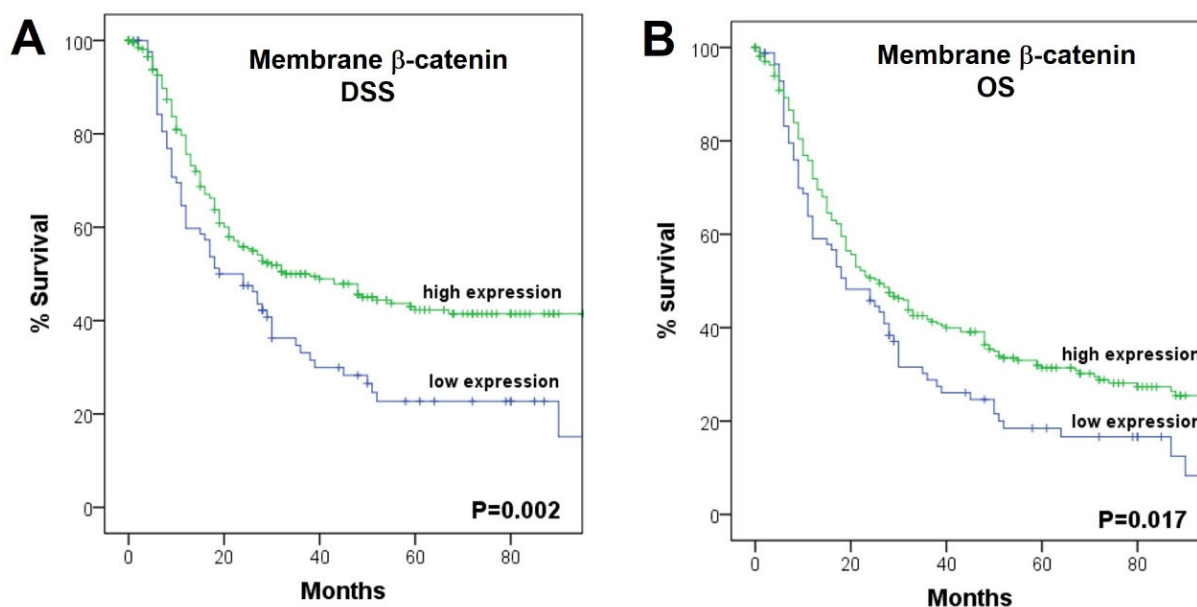 A
Membrane β-catenin
DSS
% Survival
100
80
60
40
20
0
high expression
low expression
P=0.002
0 20 40 60 80
Months
B
Membrane β-catenin
OS
% survival
100
80
60
40
20
0
high expression
low expression
P=0.017
0 20 40 60 80
Months